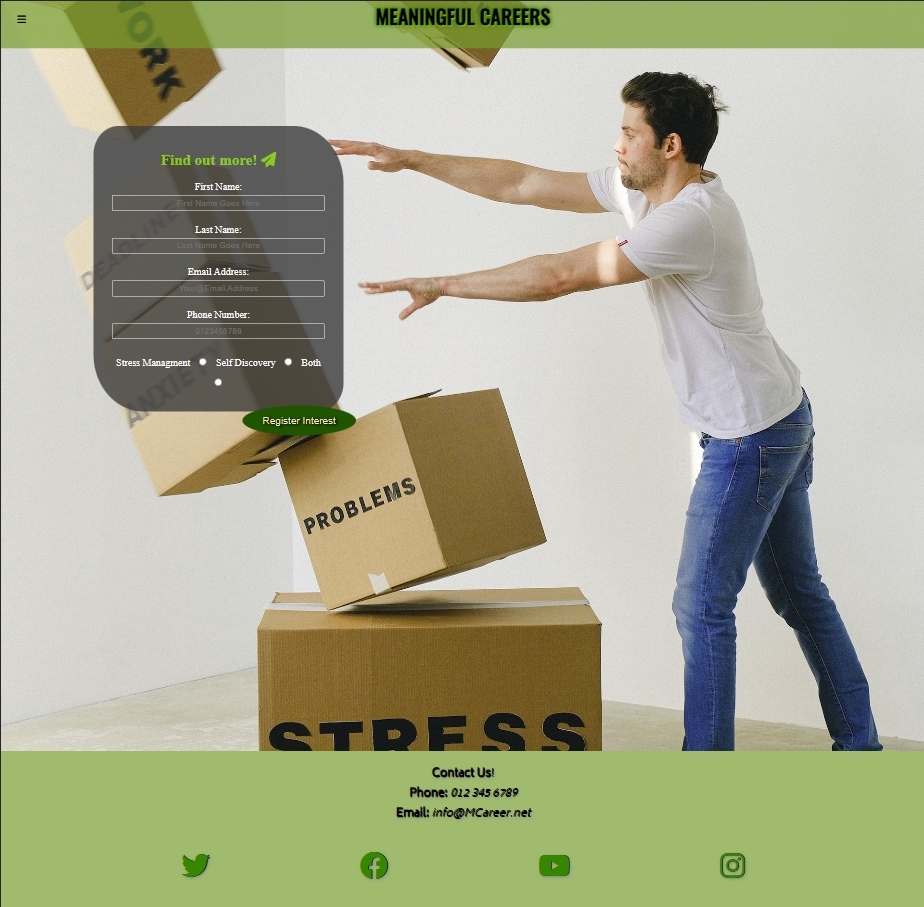 ☰
MEANINGFUL CAREERS
WORK
Find out more!
First Name:
First Name Goes Here
Last Name:
Last Name Goes Here
DEADLINE
Email Address:
Your@Email.Address
Phone Number:
0123456789
Stress Managment Self Discovery Both
ANXIETY
Register Interest
PROBLEMS
STRESS
Contact Us!
Phone: 012 345 6789
Email: info@MCareer.net